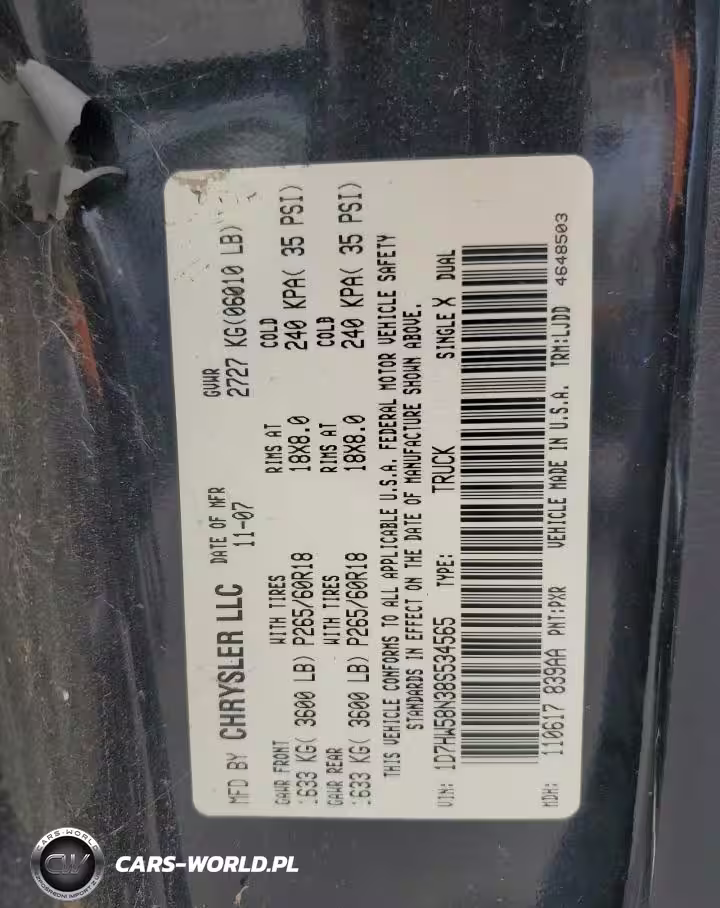 MFD BY CHRYSLER LLC DATE OF MFR GVWR
11-07 2727 KG(06010 LB)
GAWR FRONT WITH TIRES RIMS AT COLD
1633 KG( 3600 LB) P265/60R18 18X8.0 240 KPA( 35 PSI)
GAWR REAR WITH TIRES RIMS AT COLD
1633 KG( 3600 LB) P265/60R18 18X8.0 240 KPA( 35 PSI)
THIS VEHICLE CONFORMS TO ALL APPLICABLE U.S.A. FEDERAL MOTOR VEHICLE SAFETY
STANDARDS IN EFFECT ON THE DATE OF MANUFACTURE SHOWN ABOVE.
VIN: 1D7HW58N38S534565 TYPE: TRUCK SINGLE X DUAL
MDH: 110617 839AA PNT:PXR VEHICLE MADE IN U.S.A. TRM:LJDD 4648503
CARS-WORLD
CW
CARS-WORLD.PL